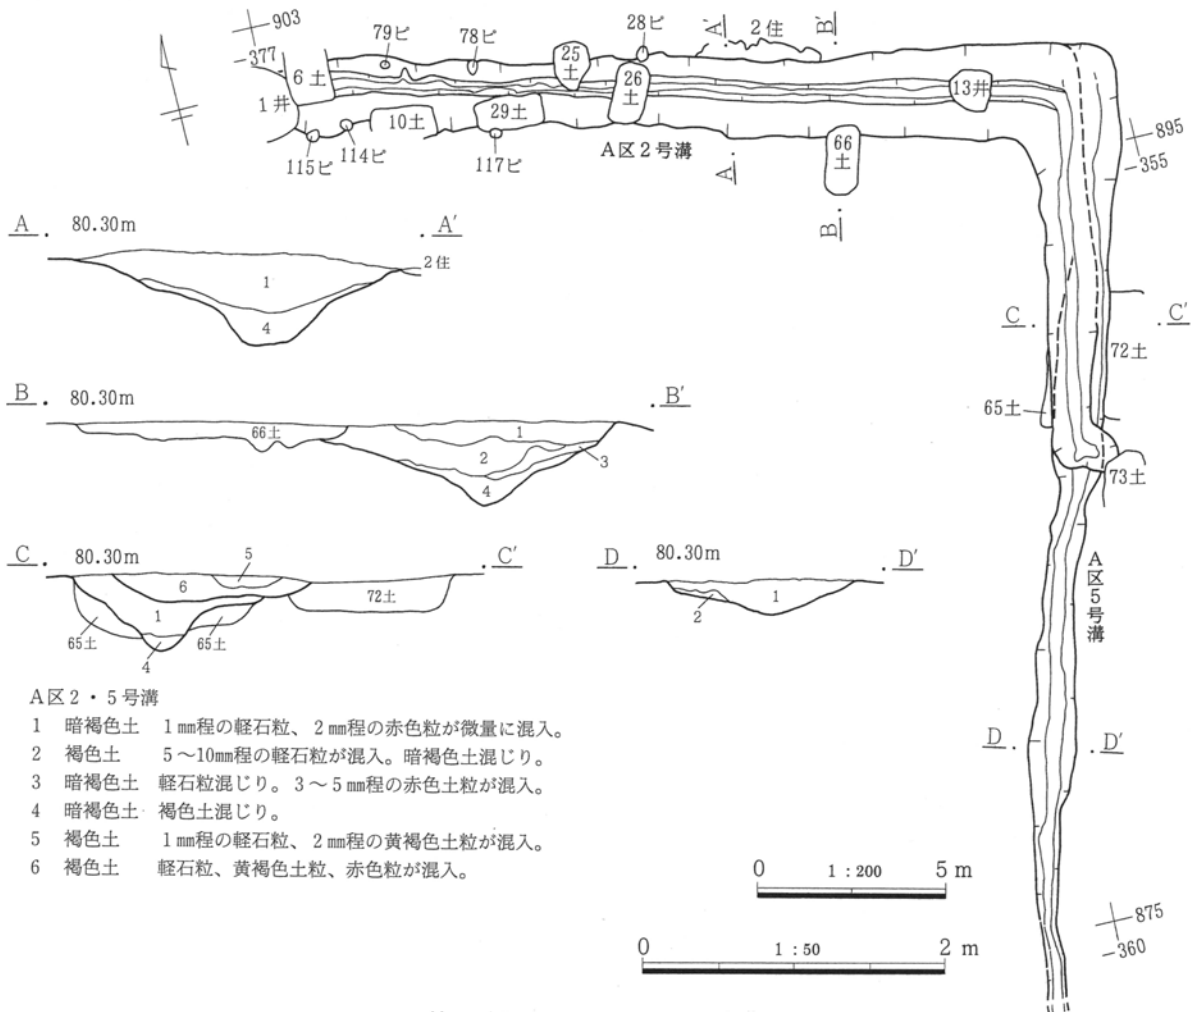 903
-377
79ピ
78ピ
25土
28ピ
A'
2住
B'
6土
1井
26土
13井
10土
29土
115ピ
114ピ
117ピ
A区2号溝
66土
A
B
895
-355
A 80.30m A'
2住
1
4
B 80.30m B'
66土
1
2
3
4
C C'
72土
65土
73土
C 80.30m C'
5
6
1
72土
65土
65土
4
D 80.30m D'
1
2
A区5号溝
D D'
A区2・5号溝
1 暗褐色土 1㎜程の軽石粒、2㎜程の赤色粒が微量に混入。
2 褐色土 5～10㎜程の軽石粒が混入。暗褐色土混じり。
3 暗褐色土 軽石粒混じり。3～5㎜程の赤色土粒が混入。
4 暗褐色土 褐色土混じり。
5 褐色土 1㎜程の軽石粒、2㎜程の黄褐色土粒が混入。
6 褐色土 軽石粒、黄褐色土粒、赤色粒が混入。
0 1:200 5m
0 1:50 2m
875
-360